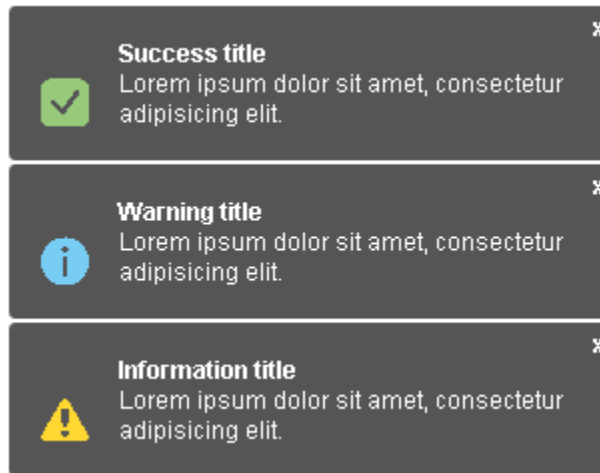 x
Success title
Lorem ipsum dolor sit amet, consectetur
adipisicing elit.
x
Warning title
Lorem ipsum dolor sit amet, consectetur
adipisicing elit.
x
Information title
Lorem ipsum dolor sit amet, consectetur
adipisicing elit.